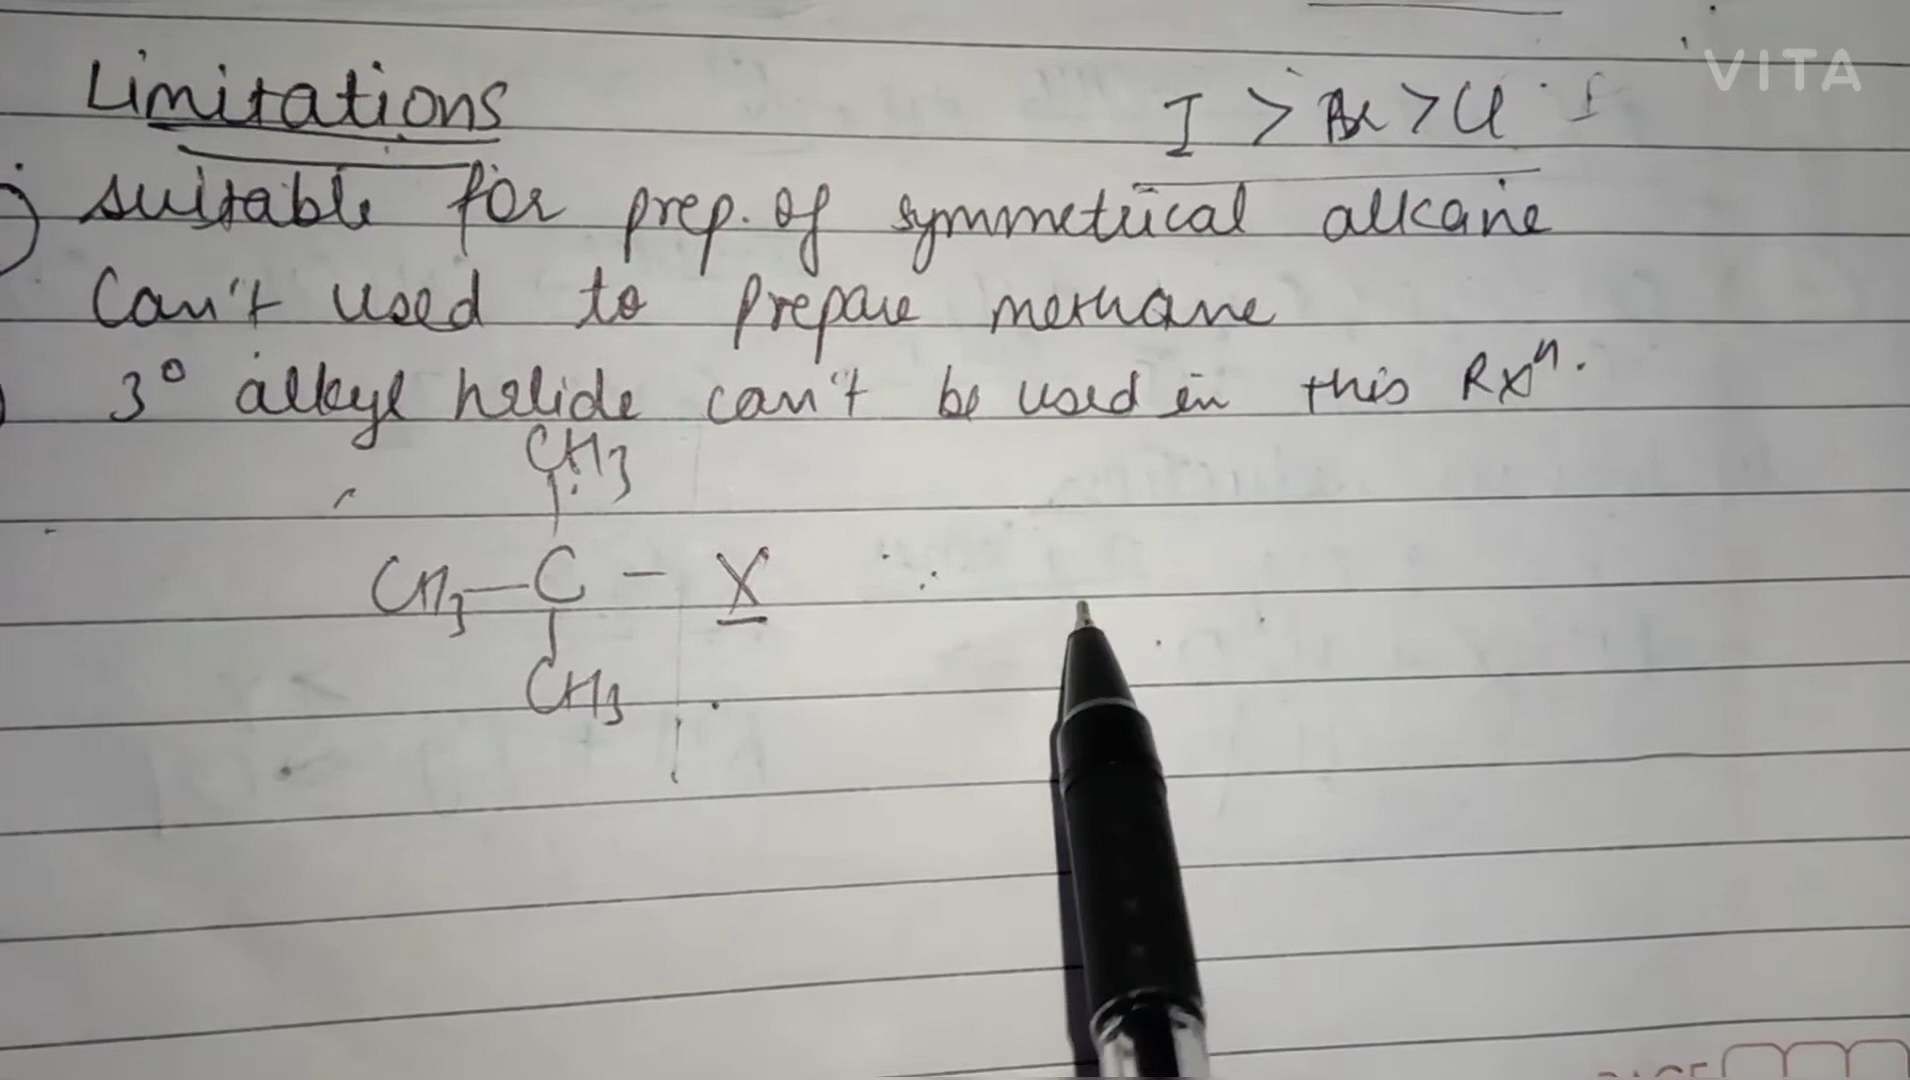 VITA
Limitations
I > Br > Cl
suitable for prep. of symmetrical alkane
Can't used to prepare methane
3° alkyl halide can't be used in this Rxn.
CH3
CH3 — C — X
CH3